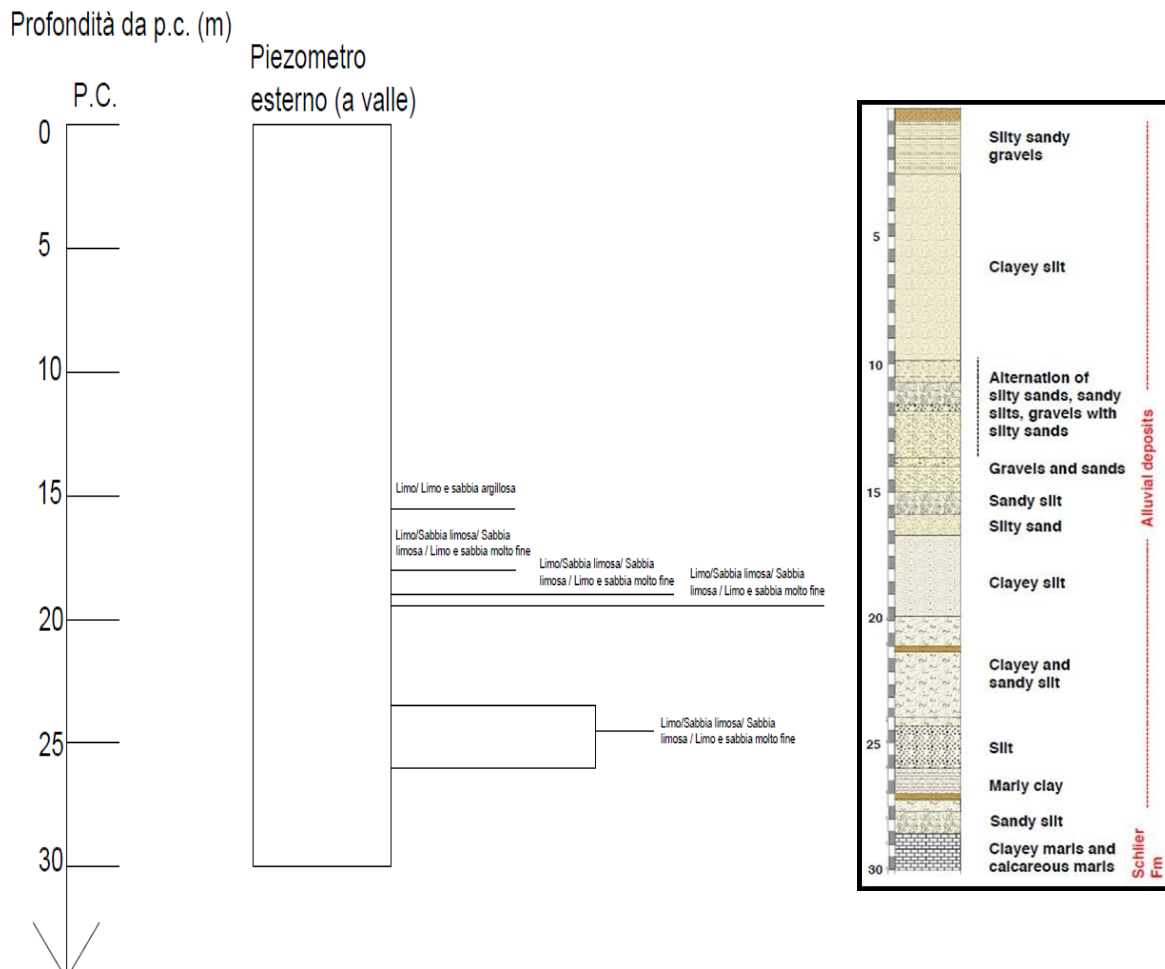 Profondità da p.c. (m)
P.C.
0
5
10
15
20
25
30
Piezometro
esterno (a valle)
Limo/ Limo e sabbia argillosa
Limo/Sabbia limosa/ Sabbia
limosa / Limo e sabbia molto fine
Limo/Sabbia limosa/ Sabbia
limosa / Limo e sabbia molto fine
Limo/Sabbia limosa/ Sabbia
limosa / Limo e sabbia molto fine
Limo/Sabbia limosa/ Sabbia
limosa / Limo e sabbia molto fine
5
10
15
20
25
30
Silty sandy
gravels
Clayey silt
Alternation of
silty sands, sandy
silts, gravels with
silty sands
Gravels and sands
Sandy silt
Silty sand
Clayey silt
Clayey and
sandy silt
Silt
Marly clay
Sandy silt
Clayey marls and
calcareous marls
Alluvial deposits
Schlier
Fm